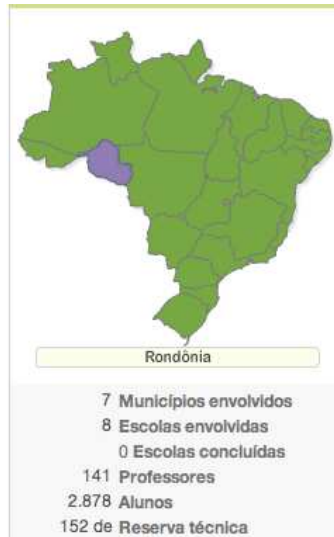 Rondônia
7 Municípios envolvidos
8 Escolas envolvidas
0 Escolas concluídas
141 Professores
2.878 Alunos
152 de Reserva técnica